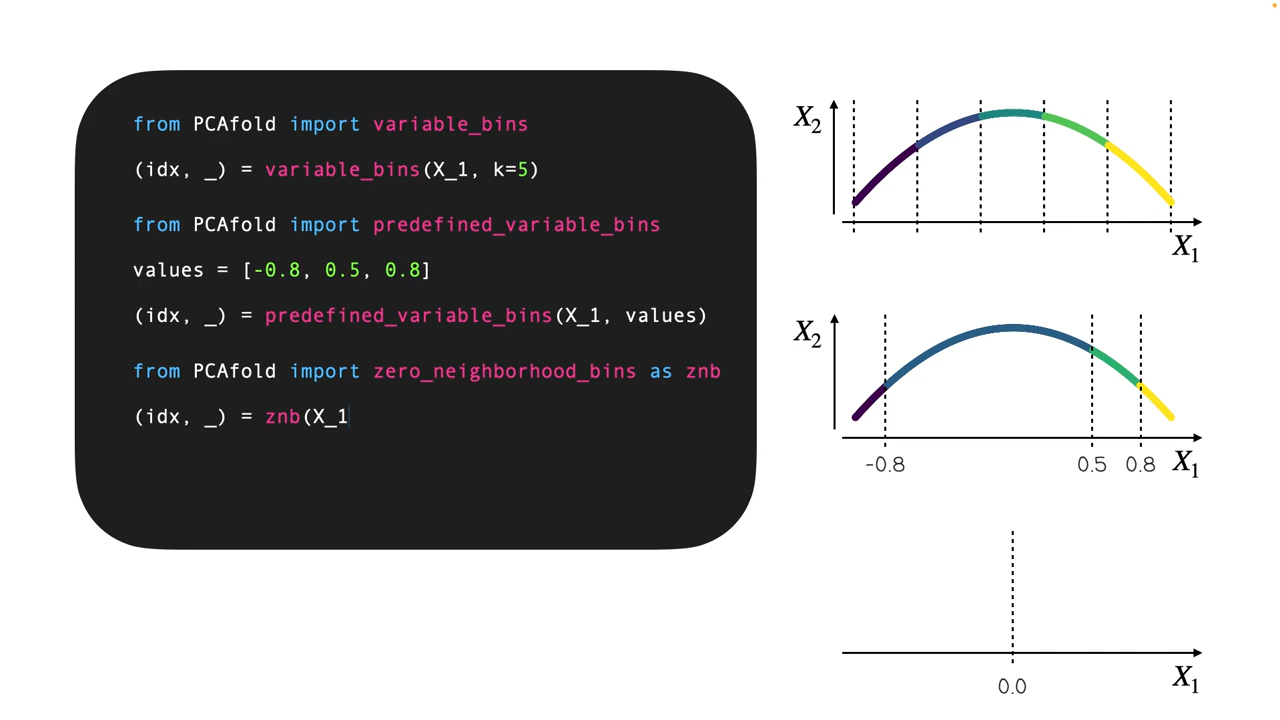 from PCAfold import variable_bins
(idx, _) = variable_bins(X_1, k=5)
from PCAfold import predefined_variable_bins
values = [-0.8, 0.5, 0.8]
(idx, _) = predefined_variable_bins(X_1, values)
from PCAfold import zero_neighborhood_bins as znb
(idx, _) = znb(X_1
X₂
X₁
X₂
-0.8 0.5 0.8 X₁
X₁
0.0